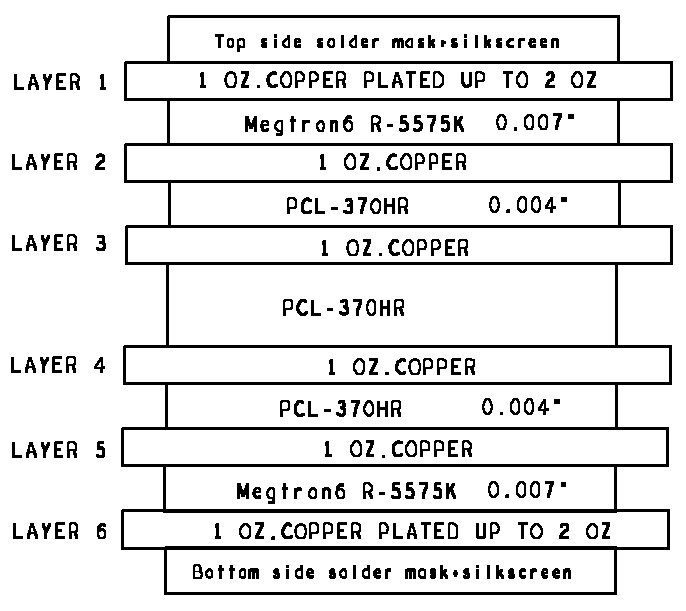 Top side solder mask+silkscreen
LAYER 1 1 OZ.COPPER PLATED UP TO 2 OZ
Megtron6 R-5575K 0.007"
LAYER 2 1 OZ.COPPER
PCL-370HR 0.004"
LAYER 3 1 OZ.COPPER
PCL-370HR
LAYER 4 1 OZ.COPPER
PCL-370HR 0.004"
LAYER 5 1 OZ.COPPER
Megtron6 R-5575K 0.007"
LAYER 6 1 OZ.COPPER PLATED UP TO 2 OZ
Bottom side solder mask+silkscreen